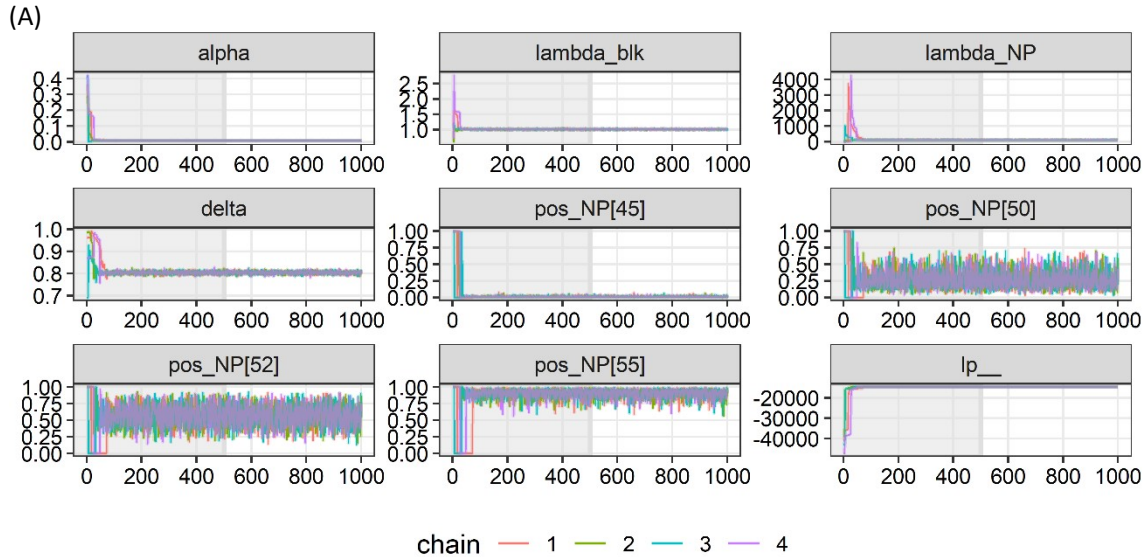 (A)
alpha lambda_blk lambda_NP
0.4 0.3 0.2 0.1 0.1 0.0
2.5 2.0 1.5 1.0
4000 3000 2000 1000 1000 0
0 200 400 600 800 1000 0 200 400 600 800 1000 0 200 400 600 800 1000
delta pos_NP[45] pos_NP[50]
1.0 0.9 0.8 0.7
1.00 0.75 0.50 0.25 0.00
1.00 0.75 0.50 0.25 0.00
0 200 400 600 800 1000 0 200 400 600 800 1000 0 200 400 600 800 1000
pos_NP[52] pos_NP[55] lp__
1.00 0.75 0.50 0.25 0.00
1.00 0.75 0.50 0.25 0.00
-20000 -30000 -40000
0 200 400 600 800 1000 0 200 400 600 800 1000 0 200 400 600 800 1000
chain 1 2 3 4